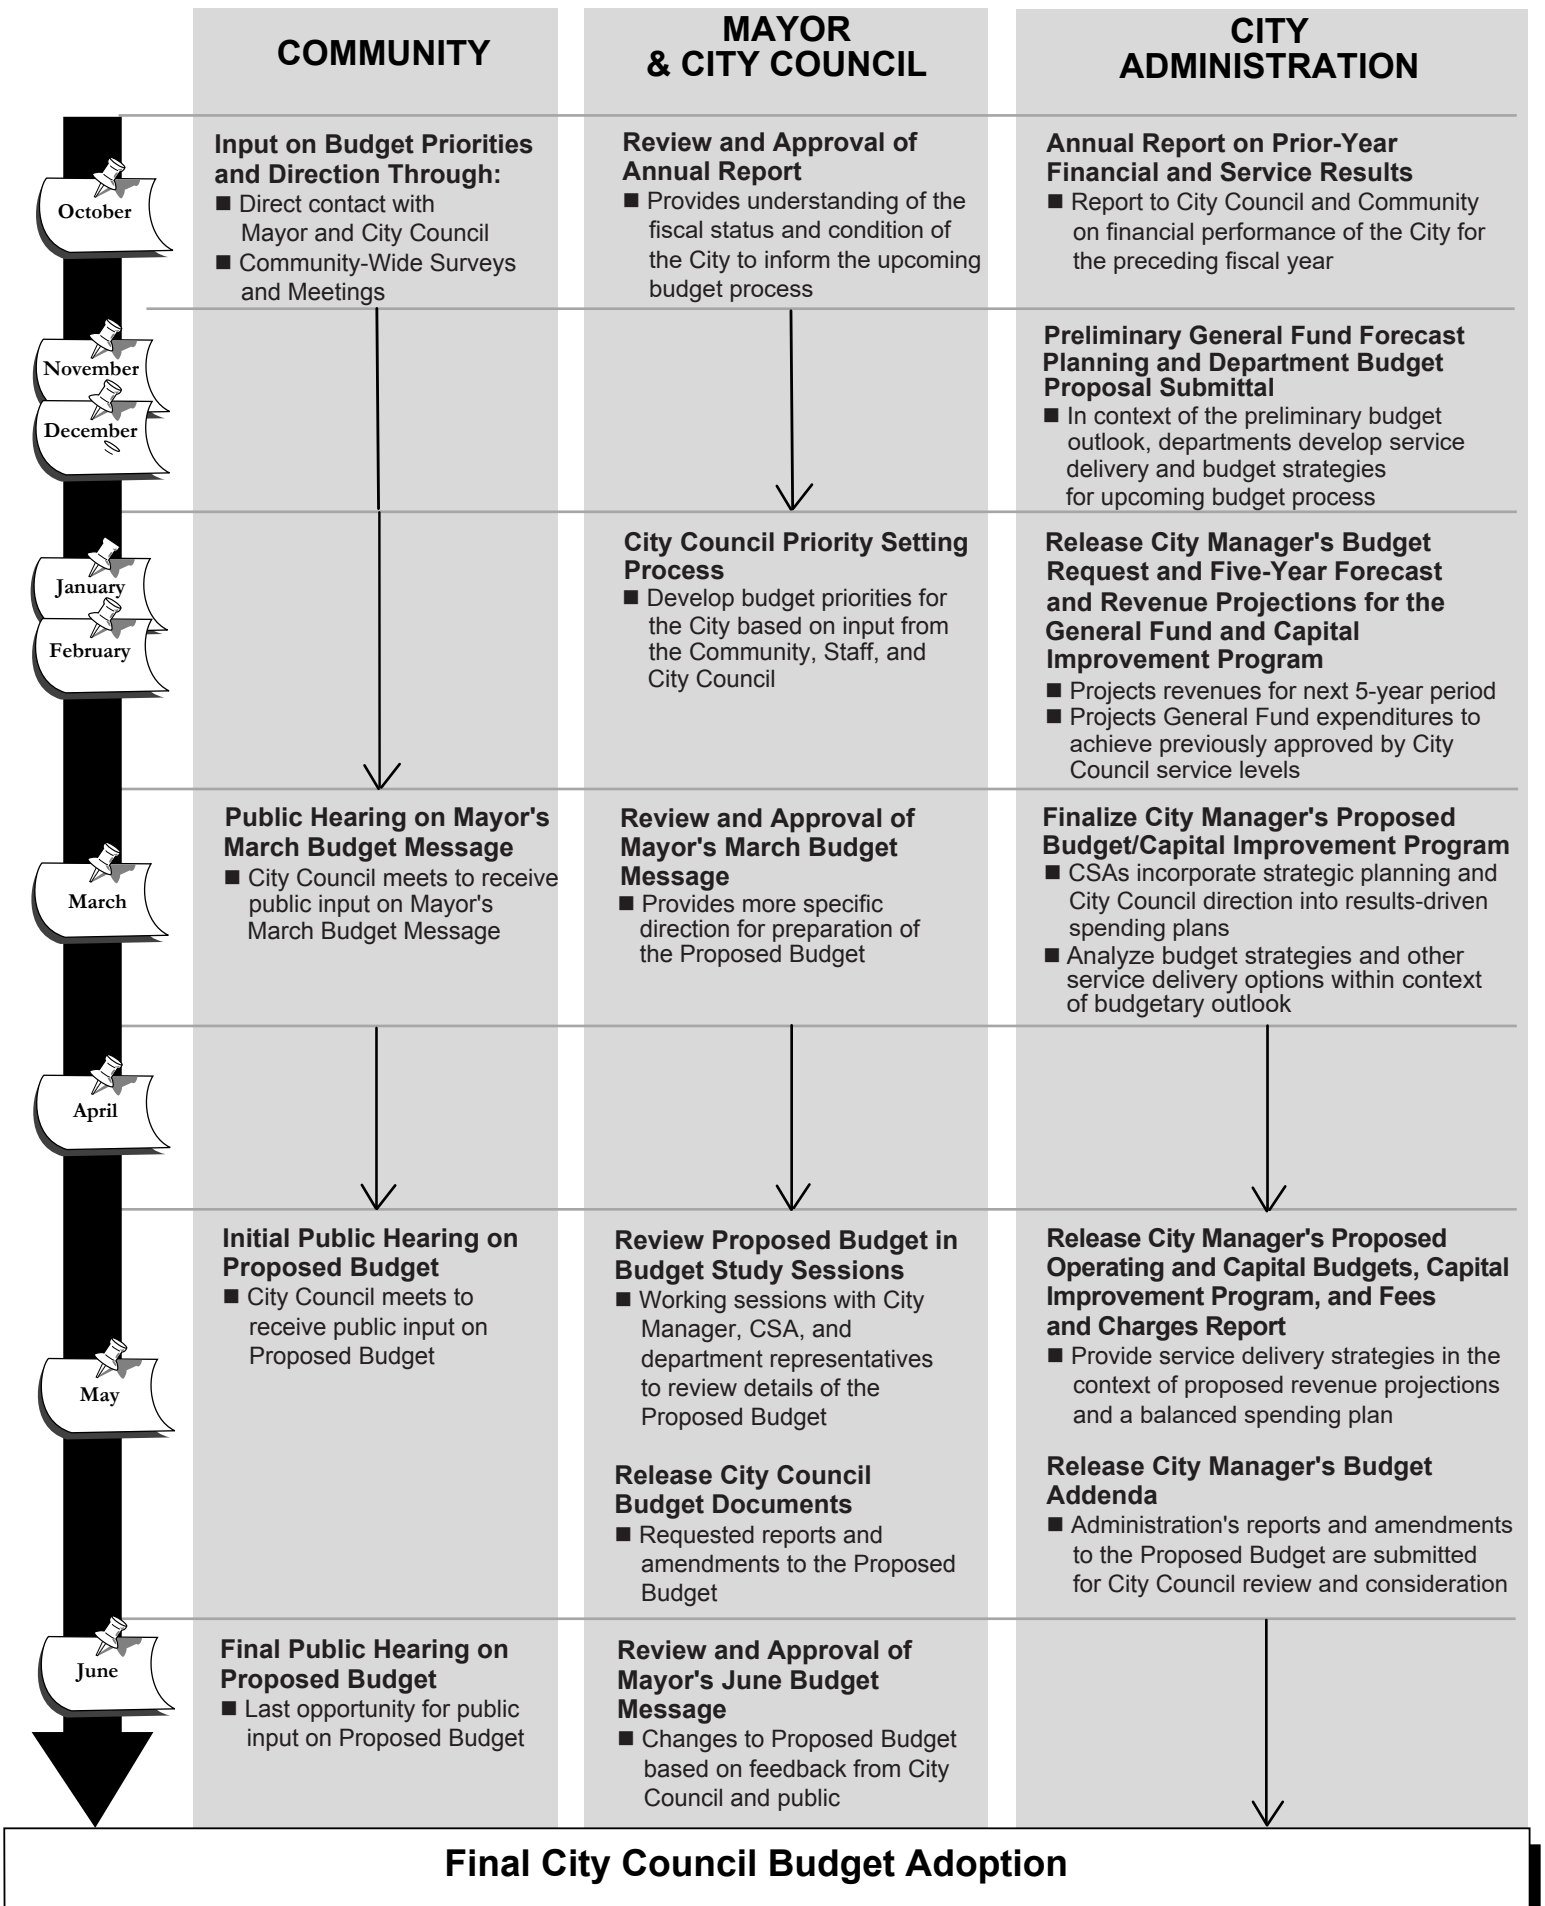 COMMUNITY
MAYOR
& CITY COUNCIL
CITY
ADMINISTRATION
October
Input on Budget Priorities
and Direction Through:
■ Direct contact with
Mayor and City Council
■ Community-Wide Surveys
and Meetings
Review and Approval of
Annual Report
■ Provides understanding of the
fiscal status and condition of
the City to inform the upcoming
budget process
Annual Report on Prior-Year
Financial and Service Results
■ Report to City Council and Community
on financial performance of the City for
the preceding fiscal year
November
December
Preliminary General Fund Forecast
Planning and Department Budget
Proposal Submittal
■ In context of the preliminary budget
outlook, departments develop service
delivery and budget strategies
for upcoming budget process
January
February
City Council Priority Setting
Process
■ Develop budget priorities for
the City based on input from
the Community, Staff, and
City Council
Release City Manager's Budget
Request and Five-Year Forecast
and Revenue Projections for the
General Fund and Capital
Improvement Program
■ Projects revenues for next 5-year period
■ Projects General Fund expenditures to
achieve previously approved by City
Council service levels
March
Public Hearing on Mayor's
March Budget Message
■ City Council meets to receive
public input on Mayor's
March Budget Message
Review and Approval of
Mayor's March Budget
Message
■ Provides more specific
direction for preparation of
the Proposed Budget
Finalize City Manager's Proposed
Budget/Capital Improvement Program
■ CSAs incorporate strategic planning and
City Council direction into results-driven
spending plans
■ Analyze budget strategies and other
service delivery options within context
of budgetary outlook
April
May
Initial Public Hearing on
Proposed Budget
■ City Council meets to
receive public input on
Proposed Budget
Review Proposed Budget in
Budget Study Sessions
■ Working sessions with City
Manager, CSA, and
department representatives
to review details of the
Proposed Budget
Release City Council
Budget Documents
■ Requested reports and
amendments to the Proposed
Budget
Release City Manager's Proposed
Operating and Capital Budgets, Capital
Improvement Program, and Fees
and Charges Report
■ Provide service delivery strategies in the
context of proposed revenue projections
and a balanced spending plan
Release City Manager's Budget
Addenda
■ Administration's reports and amendments
to the Proposed Budget are submitted
for City Council review and consideration
June
Final Public Hearing on
Proposed Budget
■ Last opportunity for public
input on Proposed Budget
Review and Approval of
Mayor's June Budget
Message
■ Changes to Proposed Budget
based on feedback from City
Council and public
Final City Council Budget Adoption